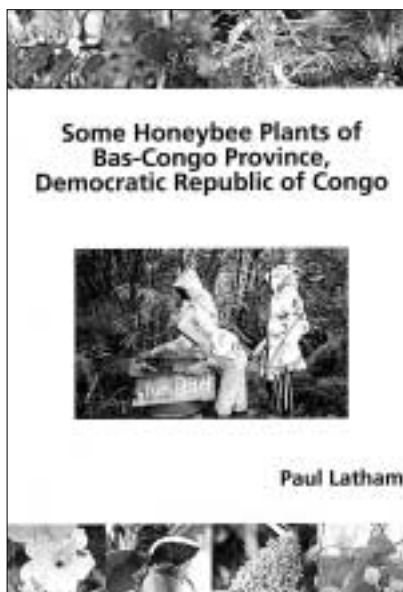 Some Honeybee Plants of
Bas-Congo Province,
Democratic Republic of Congo
Paul Latham